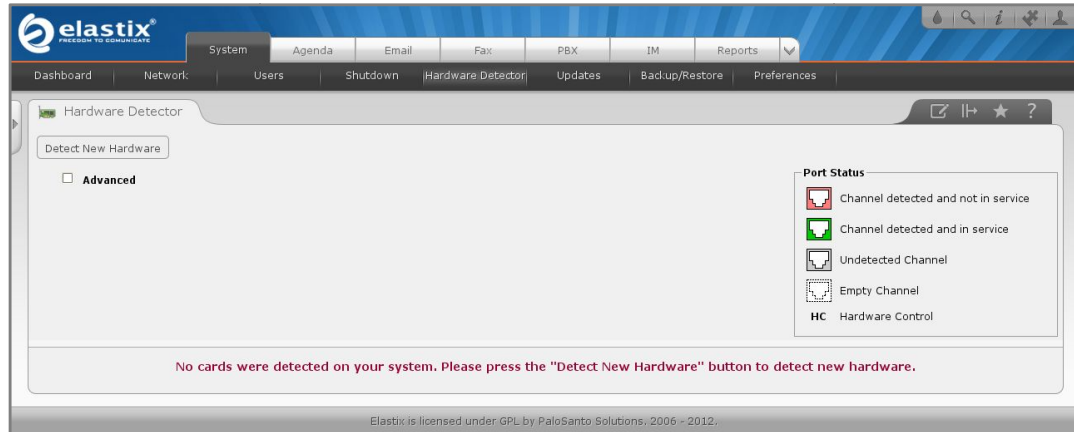 elastix®
FREEDOM TO COMMUNICATE
System Agenda Email Fax PBX IM Reports
Dashboard Network Users Shutdown Hardware Detector Updates Backup/Restore Preferences
Hardware Detector
Detect New Hardware
Advanced
Port Status
Channel detected and not in service
Channel detected and in service
Undetected Channel
Empty Channel
HC Hardware Control
No cards were detected on your system. Please press the "Detect New Hardware" button to detect new hardware.
Elastix is licensed under GPL by PaloSanto Solutions. 2006 - 2012.